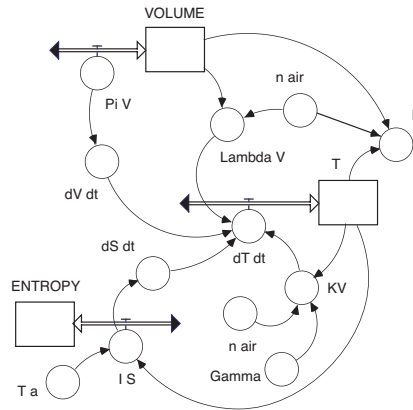 VOLUME
n air
Pi V
Lambda V
T
dV dt
dS dt
dT dt
ENTROPY
KV
n air
Gamma
T a
I S